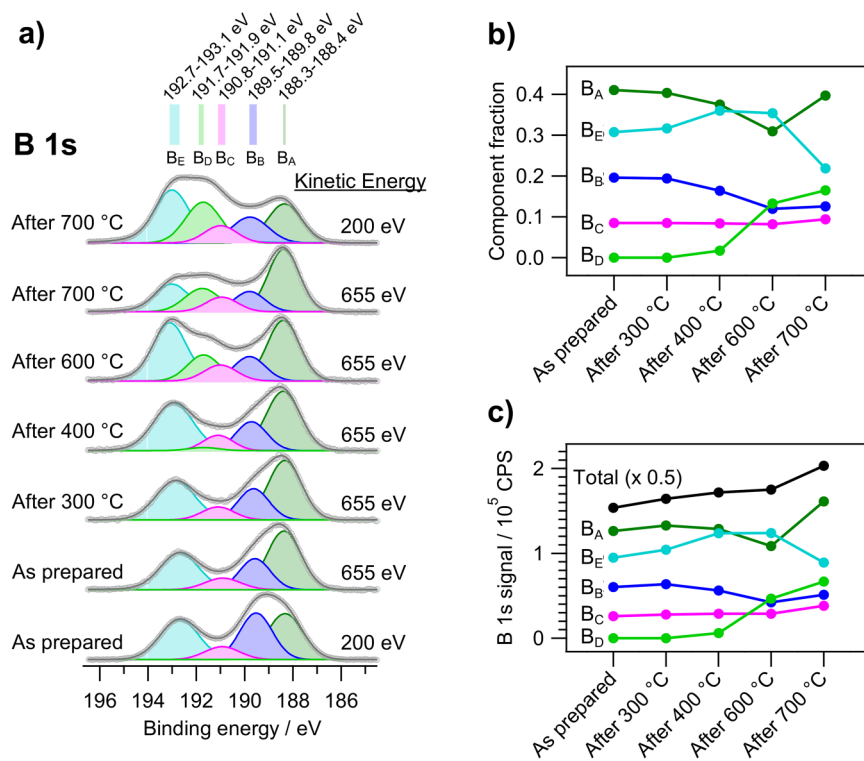 a)
192.7-193.1 eV
191.7-191.9 eV
190.8-191.1 eV
189.5-189.8 eV
188.3-188.4 eV
B 1s
B_E B_D B_C B_B B_A
Kinetic Energy
After 700 °C 200 eV
After 700 °C 655 eV
After 600 °C 655 eV
After 400 °C 655 eV
After 300 °C 655 eV
As prepared 655 eV
As prepared 200 eV
196 194 192 190 188 186
Binding energy / eV
b)
Component fraction
0.4
0.3
0.2
0.1
0.0
B_A
B_E
B_B
B_C
B_D
As prepared
After 300 °C
After 400 °C
After 600 °C
After 700 °C
c)
B 1s signal / 10⁵ CPS
2
1
0
Total (x 0.5)
B_A
B_E
B_B
B_C
B_D
As prepared
After 300 °C
After 400 °C
After 600 °C
After 700 °C